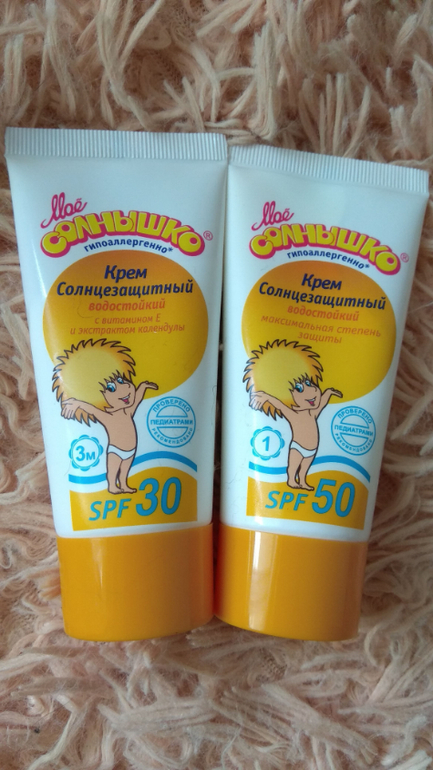 Моё
СОЛНЫШКО®
гипоаллергенно*
Крем
Солнцезащитный
водостойкий
с витамином Е
и экстрактом календулы
ПРОВЕРЕНО
ПЕДИАТРАМИ
3м
SPF 30
Моё
СОЛНЫШКО®
гипоаллергенно*
Крем
Солнцезащитный
водостойкий
максимальная степень
защиты
ПРОВЕРЕНО
ПЕДИАТРАМИ
1
SPF 50